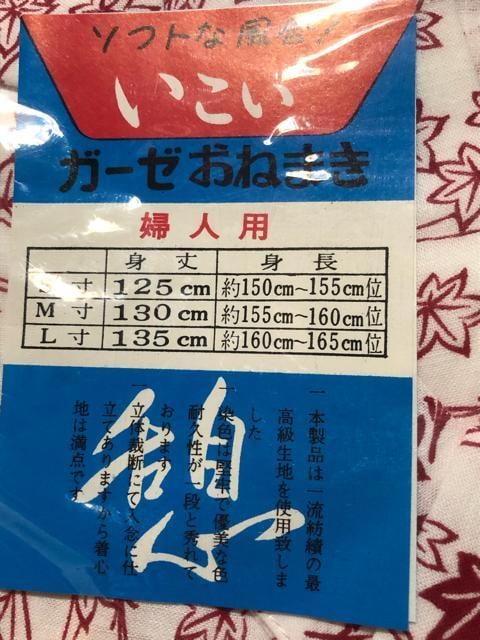 ソフトな風合
いこい
ガーゼおねまき
婦人用
身丈 身長
S寸 125cm 約150cm~155cm位
M寸 130cm 約155cm~160cm位
L寸 135cm 約160cm~165cm位
憩
一本製品は一流紡績の最
高級生地を使用致しま
した
一染色は堅牢で優美な色
耐久性が一段と秀れて
おります
一立体裁断にて入念に仕
立てありますから着心
地は満点です